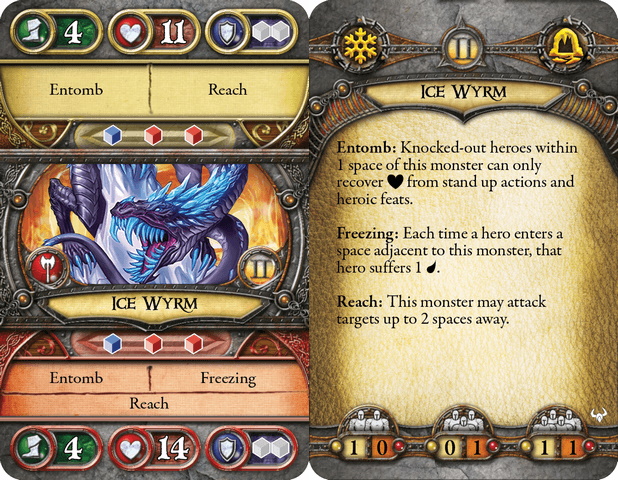 4 11
Entomb Reach
II
ICE WYRM
Entomb Freezing
Reach
4 14
II
ICE WYRM
Entomb: Knocked-out heroes within
1 space of this monster can only
recover ♥ from stand up actions and
heroic feats.
Freezing: Each time a hero enters a
space adjacent to this monster, that
hero suffers 1 .
Reach: This monster may attack
targets up to 2 spaces away.
1 0 0 1 1 1